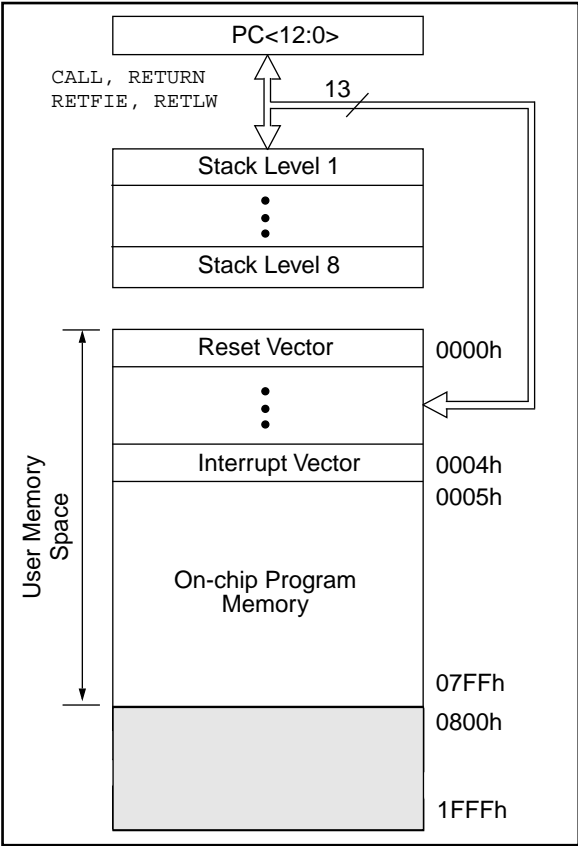 PC<12:0>
CALL, RETURN
RETFIE, RETLW
13
Stack Level 1
Stack Level 8
Reset Vector
0000h
Interrupt Vector
0004h
0005h
User Memory
Space
On-chip Program
Memory
07FFh
0800h
1FFFh